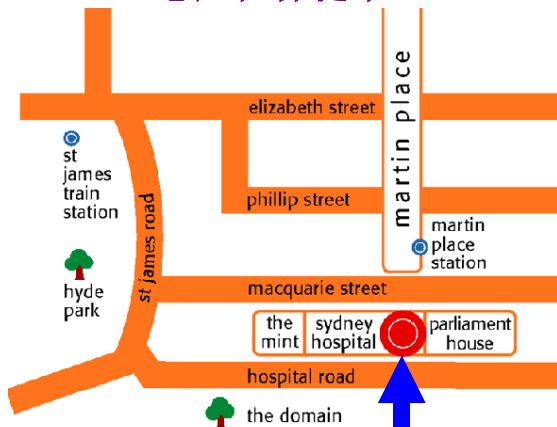 elizabeth street
martin place
st
james
train
station
phillip street
st james road
martin
place
station
hyde
park
macquarie street
the
mint
sydney
hospital
parliament
house
hospital road
the domain